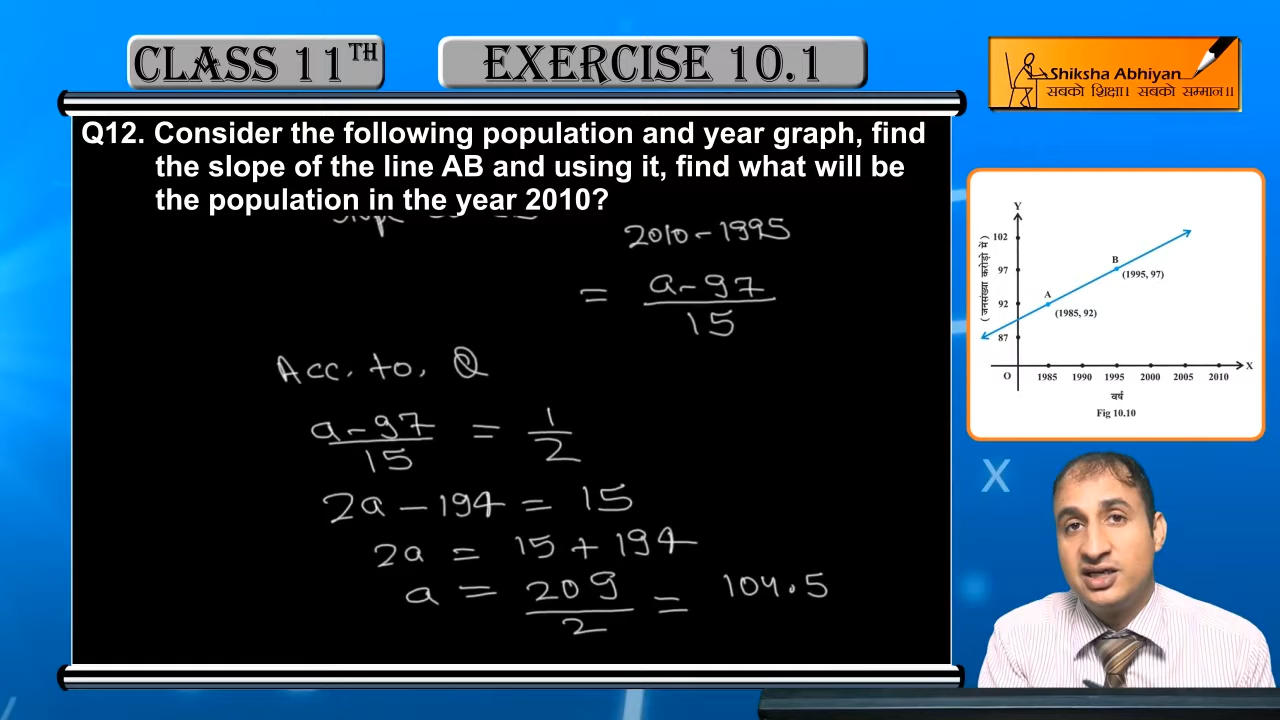 CLASS 11TH
EXERCISE 10.1
Shiksha Abhiyan
सबको शिक्षा। सबको सम्मान।।
Q12. Consider the following population and year graph, find
the slope of the line AB and using it, find what will be
the population in the year 2010?
2010 - 1995
= a - 97
15
Acc. to. Q
a - 97 = 1
15 2
2a - 194 = 15
2a = 15 + 194
a = 209 = 104.5
2
Y
(जनसंख्या करोड़ों में)
102
97
92
87
B
(1995, 97)
A
(1985, 92)
O
1985 1990 1995 2000 2005 2010
X
वर्ष
Fig 10.10
X